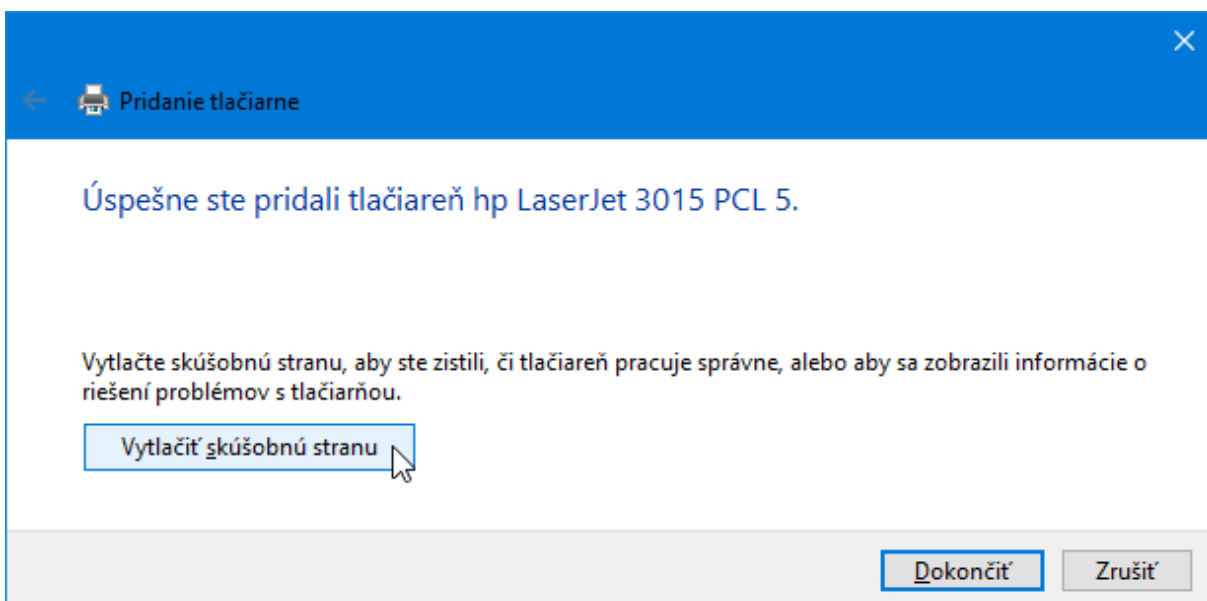 Pridanie tlačiarne
Úspešne ste pridali tlačiareň hp LaserJet 3015 PCL 5.
Vytlačte skúšobnú stranu, aby ste zistili, či tlačiareň pracuje správne, alebo aby sa zobrazili informácie o
riešení problémov s tlačiarňou.
Vytlačiť skúšobnú stranu
Dokončiť Zrušiť